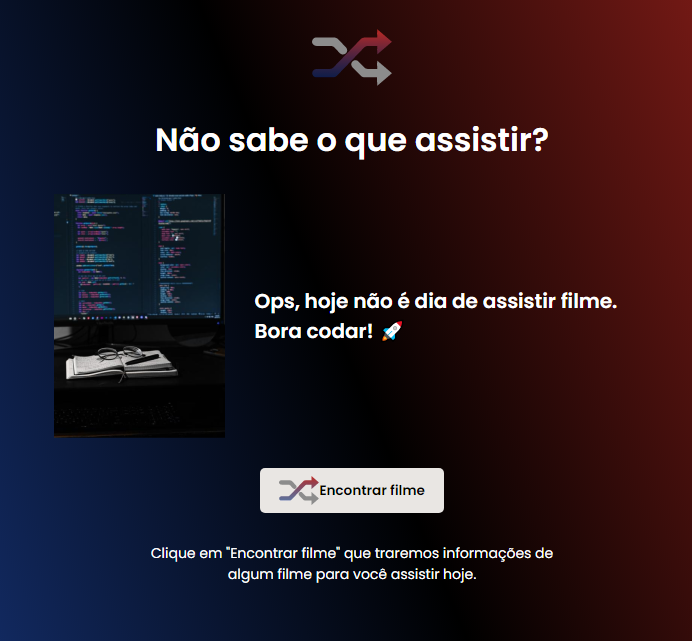 Não sabe o que assistir?
Ops, hoje não é dia de assistir filme.
Bora codar! 🚀
Encontrar filme
Clique em "Encontrar filme" que traremos informações de
algum filme para você assistir hoje.